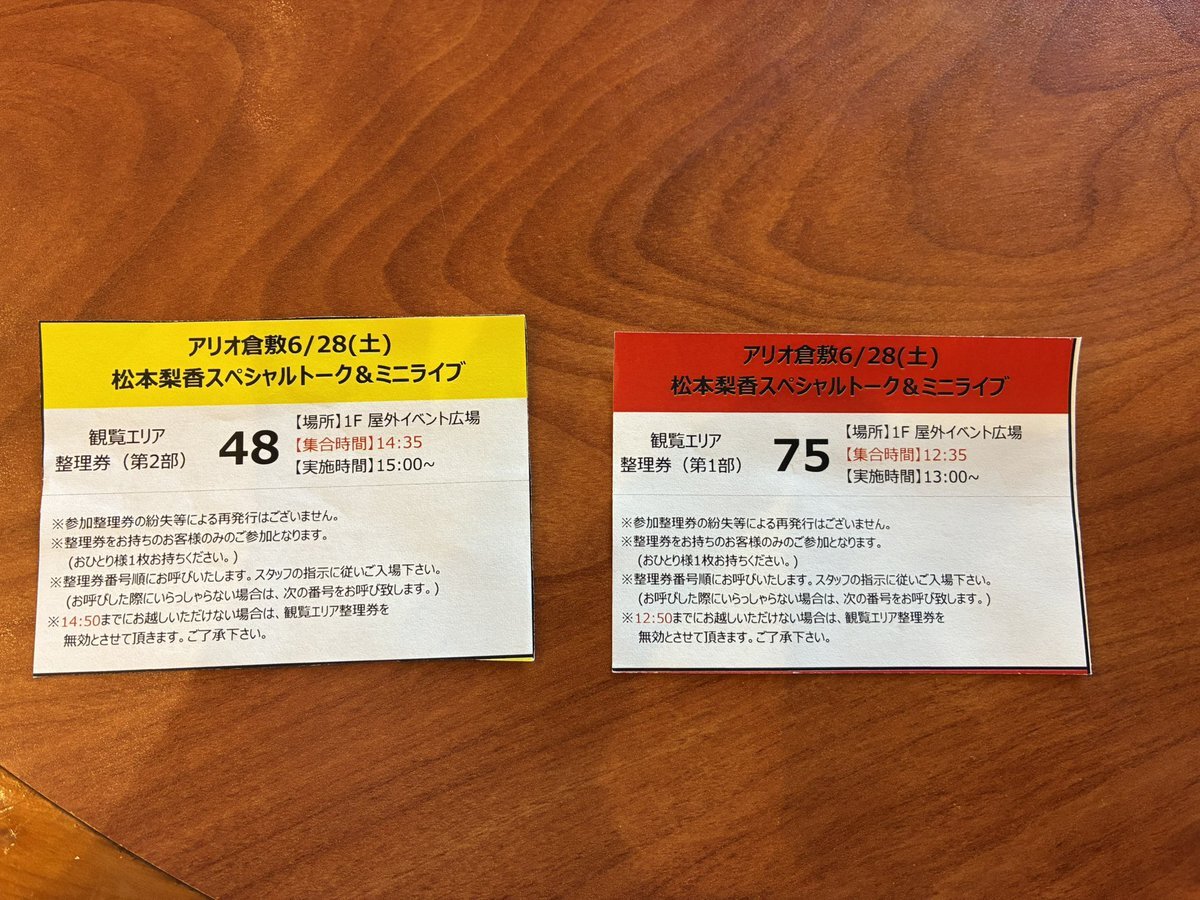 アリオ倉敷6/28(土)
松本梨香スペシャルトーク&ミニライブ
観覧エリア
整理券（第2部）
48
【場所】1F 屋外イベント広場
【集合時間】14:35
【実施時間】15:00~
※参加整理券の紛失等による再発行はございません。
※整理券をお持ちのお客様のみのご参加となります。
(おひとり様1枚お持ちください。)
※整理券番号順にお呼びいたします。スタッフの指示に従いご入場下さい。
(お呼びした際にいらっしゃらない場合は、次の番号をお呼び致します。)
※14:50までにお越しいただけない場合は、観覧エリア整理券を
無効とさせて頂きます。ご了承下さい。
アリオ倉敷6/28(土)
松本梨香スペシャルトーク&ミニライブ
観覧エリア
整理券（第1部）
75
【場所】1F 屋外イベント広場
【集合時間】12:35
【実施時間】13:00~
※参加整理券の紛失等による再発行はございません。
※整理券をお持ちのお客様のみのご参加となります。
(おひとり様1枚お持ちください。)
※整理券番号順にお呼びいたします。スタッフの指示に従いご入場下さい。
(お呼びした際にいらっしゃらない場合は、次の番号をお呼び致します。)
※12:50までにお越しいただけない場合は、観覧エリア整理券を
無効とさせて頂きます。ご了承下さい。